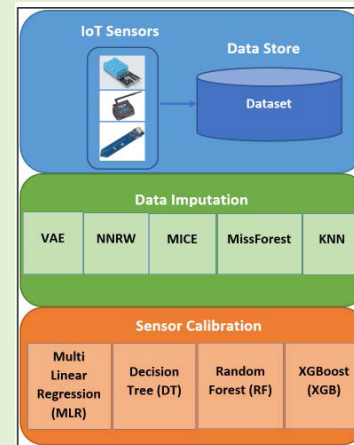 IoT Sensors
Data Store
Dataset
Data Imputation
VAE
NNRW
MICE
MissForest
KNN
Sensor Calibration
Multi
Linear
Regression
(MLR)
Decision
Tree (DT)
Random
Forest (RF)
XGBoost
(XGB)